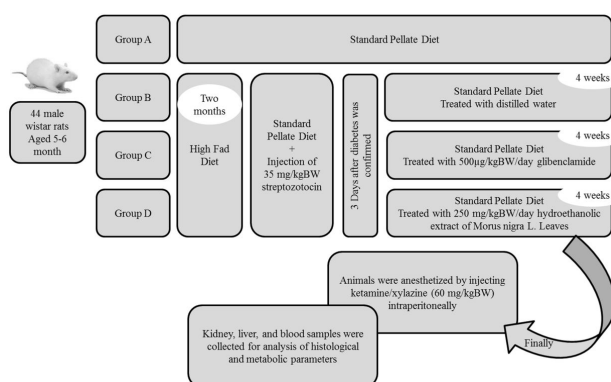 Group A
Standard Pellate Diet
44 male
wistar rats
Aged 5-6
month
Group B
Group C
Group D
Two
months
High Fad
Diet
Standard
Pellate Diet
+
Injection of
35 mg/kgBW
streptozotocin
3 Days after diabetes was
confirmed
4 weeks
Standard Pellate Diet
Treated with distilled water
4 weeks
Standard Pellate Diet
Treated with 500µg/kgBW/day glibenclamide
4 weeks
Standard Pellate Diet
Treated with 250 mg/kgBW/day hydroethanolic
extract of Morus nigra L. Leaves
Animals were anesthetized by injecting
ketamine/xylazine (60 mg/kgBW)
intraperitoneally
Finally
Kidney, liver, and blood samples were
collected for analysis of histological
and metabolic parameters